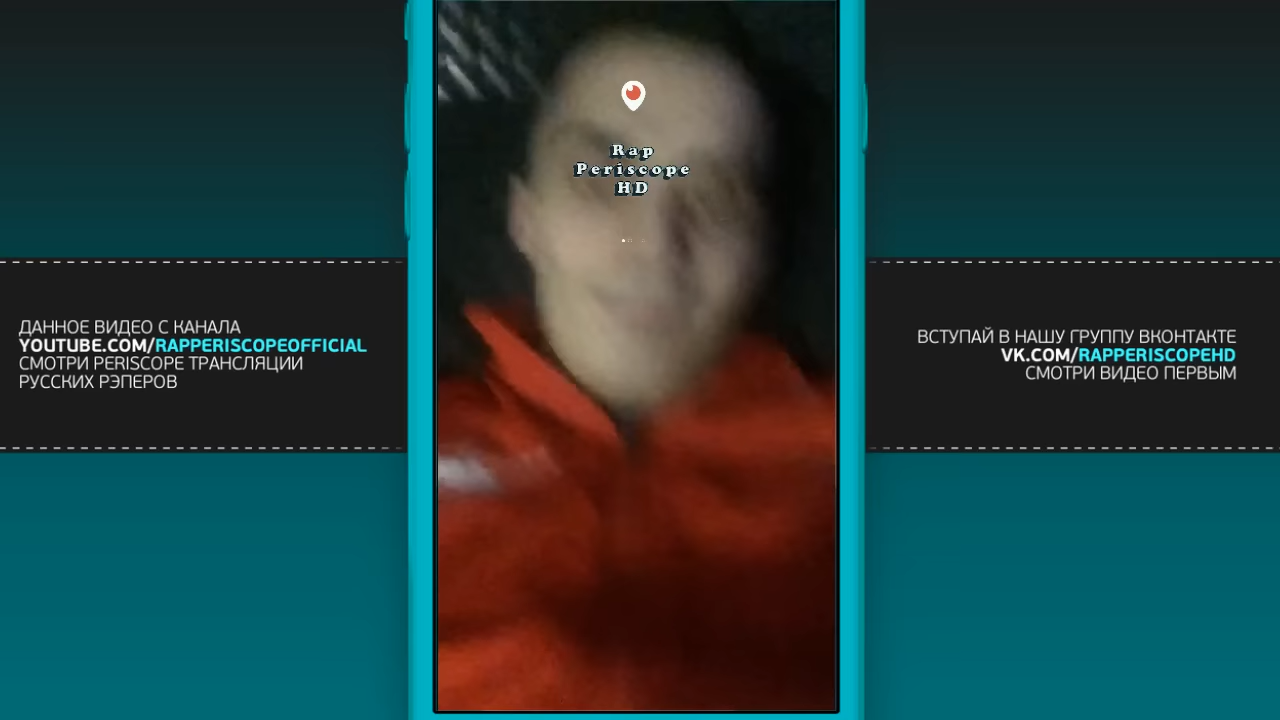 Rap
Periscope
HD
ДАННОЕ ВИДЕО С КАНАЛА
YOUTUBE.COM/RAPPERISCOPEOFFICIAL
СМОТРИ PERISCOPE ТРАНСЛЯЦИИ
РУССКИХ РЭПЕРОВ
ВСТУПАЙ В НАШУ ГРУППУ ВКОНТАКТЕ
VK.COM/RAPPERISCOPEHD
СМОТРИ ВИДЕО ПЕРВЫМ